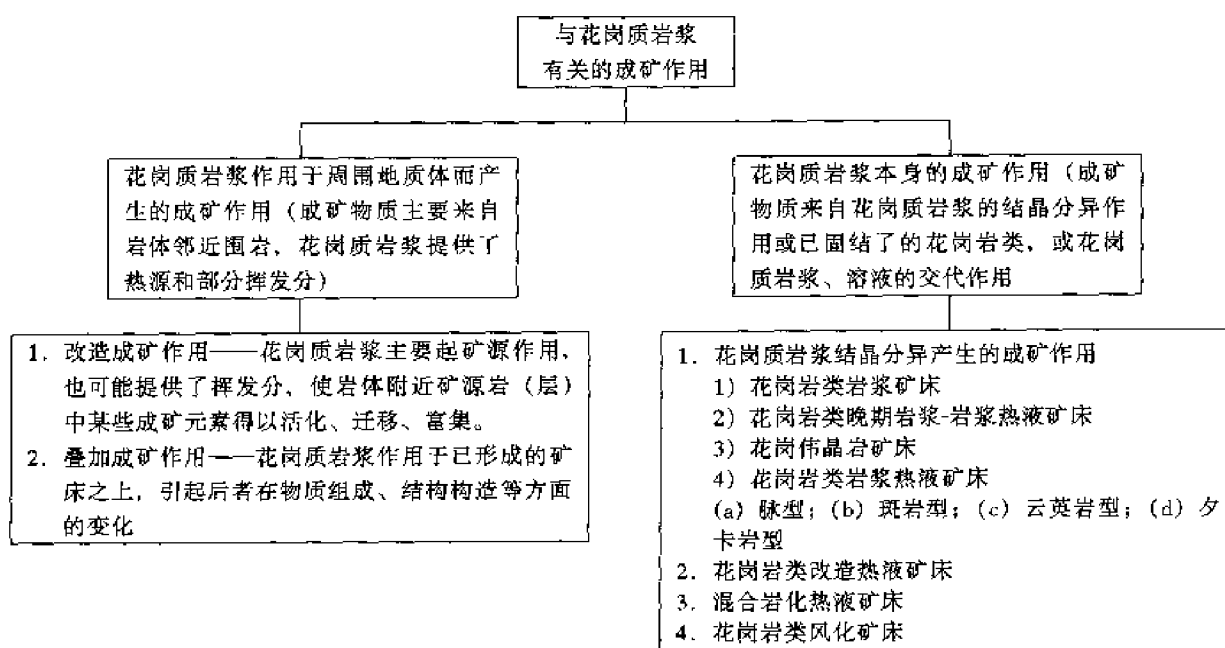 与花岗质岩浆
有关的成矿作用
花岗质岩浆作用于周围地质体而产
生的成矿作用（成矿物质主要来自
岩体邻近围岩，花岗质岩浆提供了
热源和部分挥发分）
花岗质岩浆本身的成矿作用（成矿
物质来自花岗质岩浆的结晶分异作
用或已固结了的花岗岩类，或花岗
质岩浆、溶液的交代作用
1. 改造成矿作用——花岗质岩浆主要起矿源作用，
也可能提供了挥发分，使岩体附近矿源岩（层）
中某些成矿元素得以活化、迁移、富集。
2. 叠加成矿作用——花岗质岩浆作用于已形成的矿
床之上，引起后者在物质组成、结构构造等方面
的变化
1. 花岗质岩浆结晶分异产生的成矿作用
1) 花岗岩类岩浆矿床
2) 花岗岩类晚期岩浆-岩浆热液矿床
3) 花岗伟晶岩矿床
4) 花岗岩类岩浆热液矿床
(a) 脉型；(b) 斑岩型；(c) 云英岩型；(d) 夕
卡岩型
2. 花岗岩类改造热液矿床
3. 混合岩化热液矿床
4. 花岗岩类风化矿床